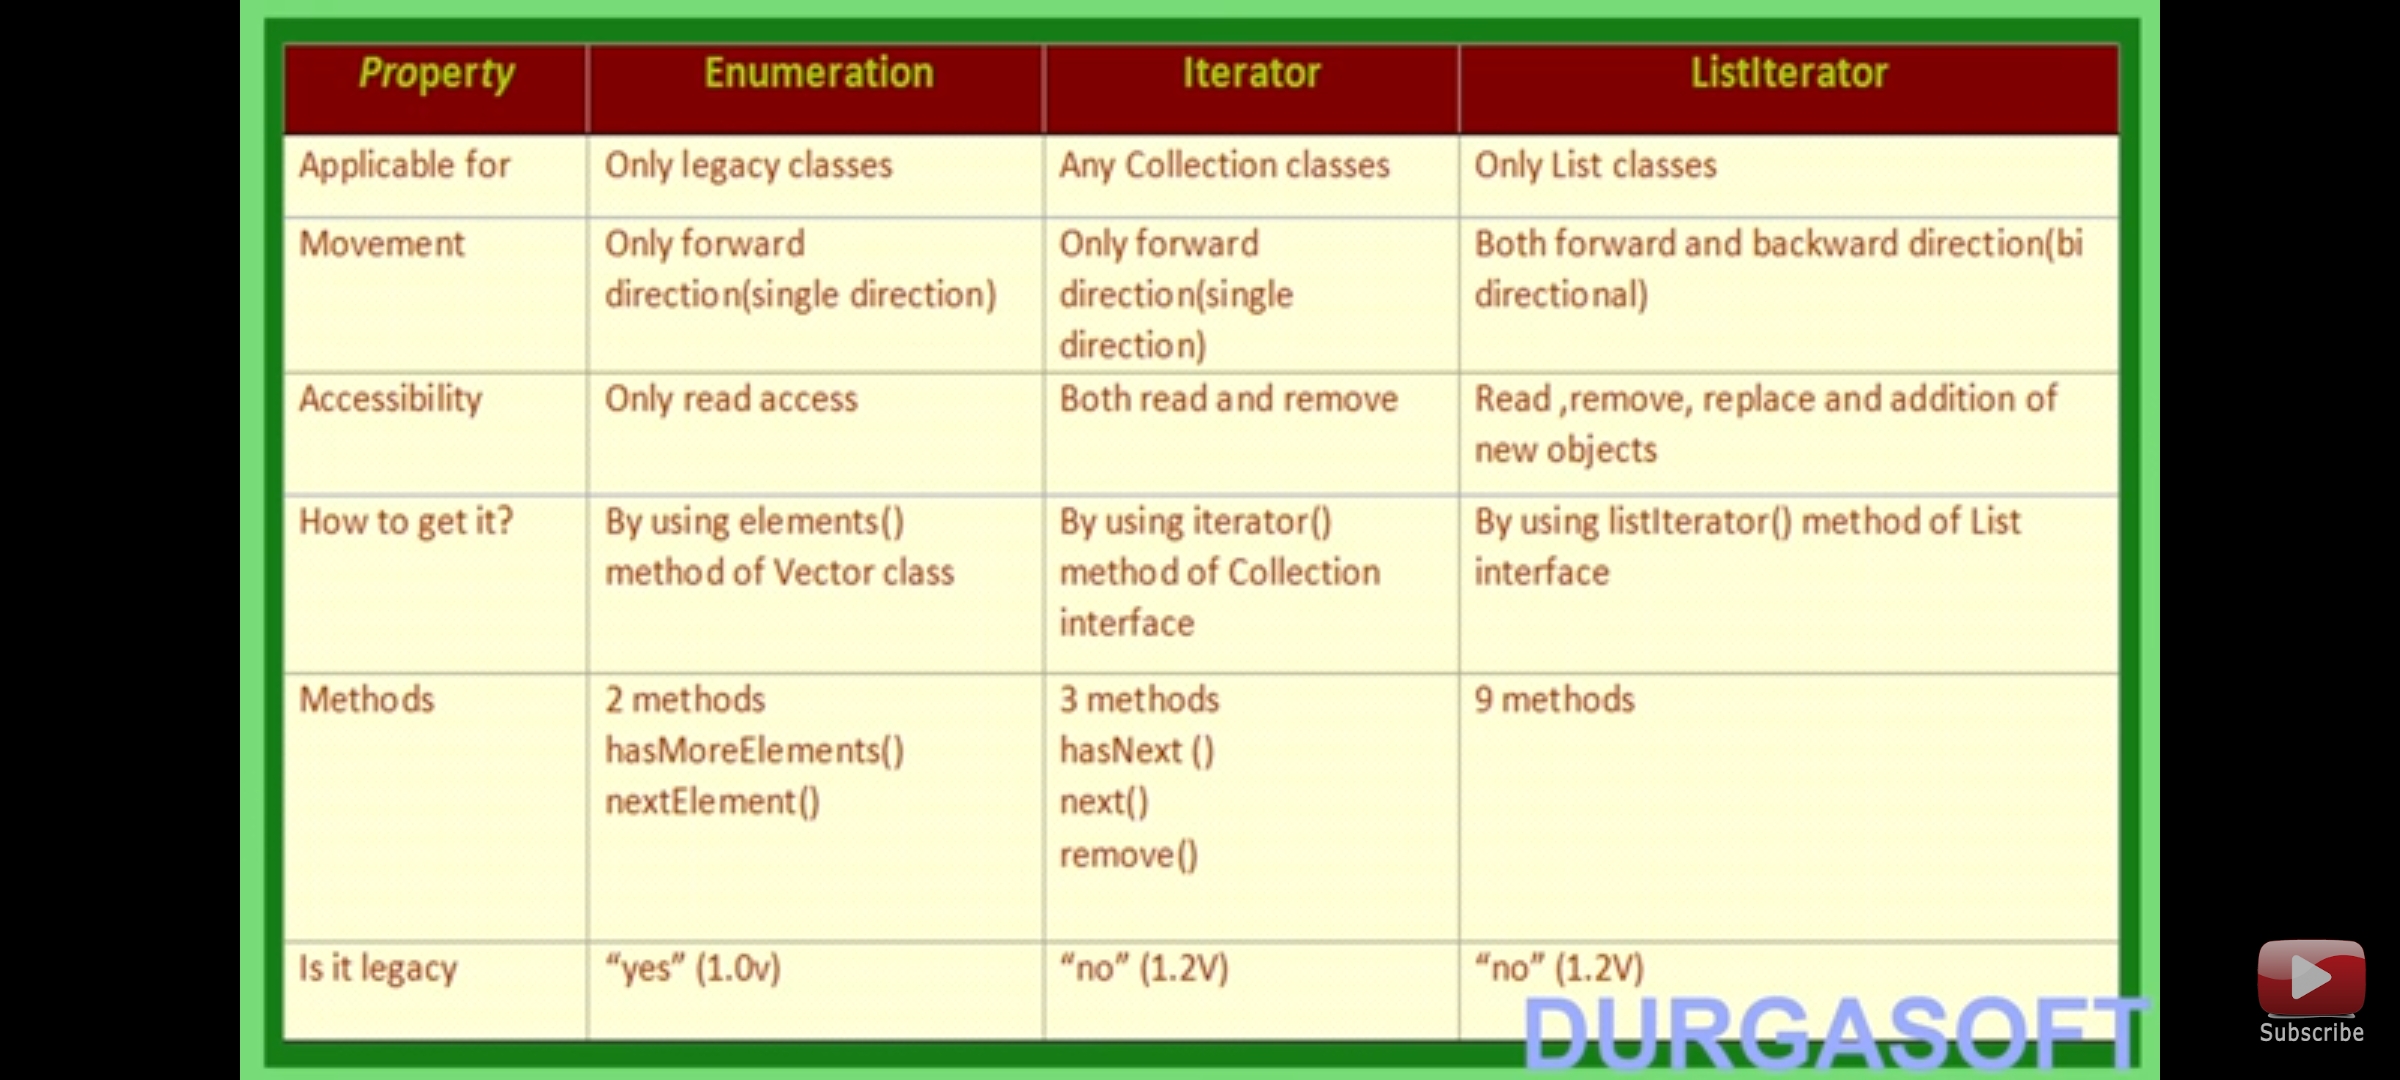 Property Enumeration Iterator ListIterator
Applicable for Only legacy classes Any Collection classes Only List classes
Movement Only forward direction(single direction) Only forward direction(single direction) Both forward and backward direction(bi directional)
Accessibility Only read access Both read and remove Read ,remove, replace and addition of new objects
How to get it? By using elements() method of Vector class By using iterator() method of Collection interface By using listIterator() method of List interface
Methods 2 methods hasMoreElements() nextElement() 3 methods hasNext () next() remove() 9 methods
Is it legacy “yes” (1.0v) “no” (1.2V) “no” (1.2V)
DURGASOFT
Subscribe